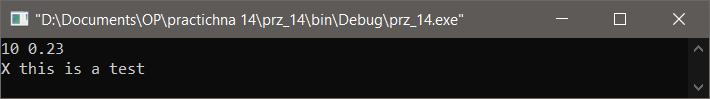 "D:\Documents\OP\practichna 14\prz_14\bin\Debug\prz_14.exe"
10 0.23
X this is a test